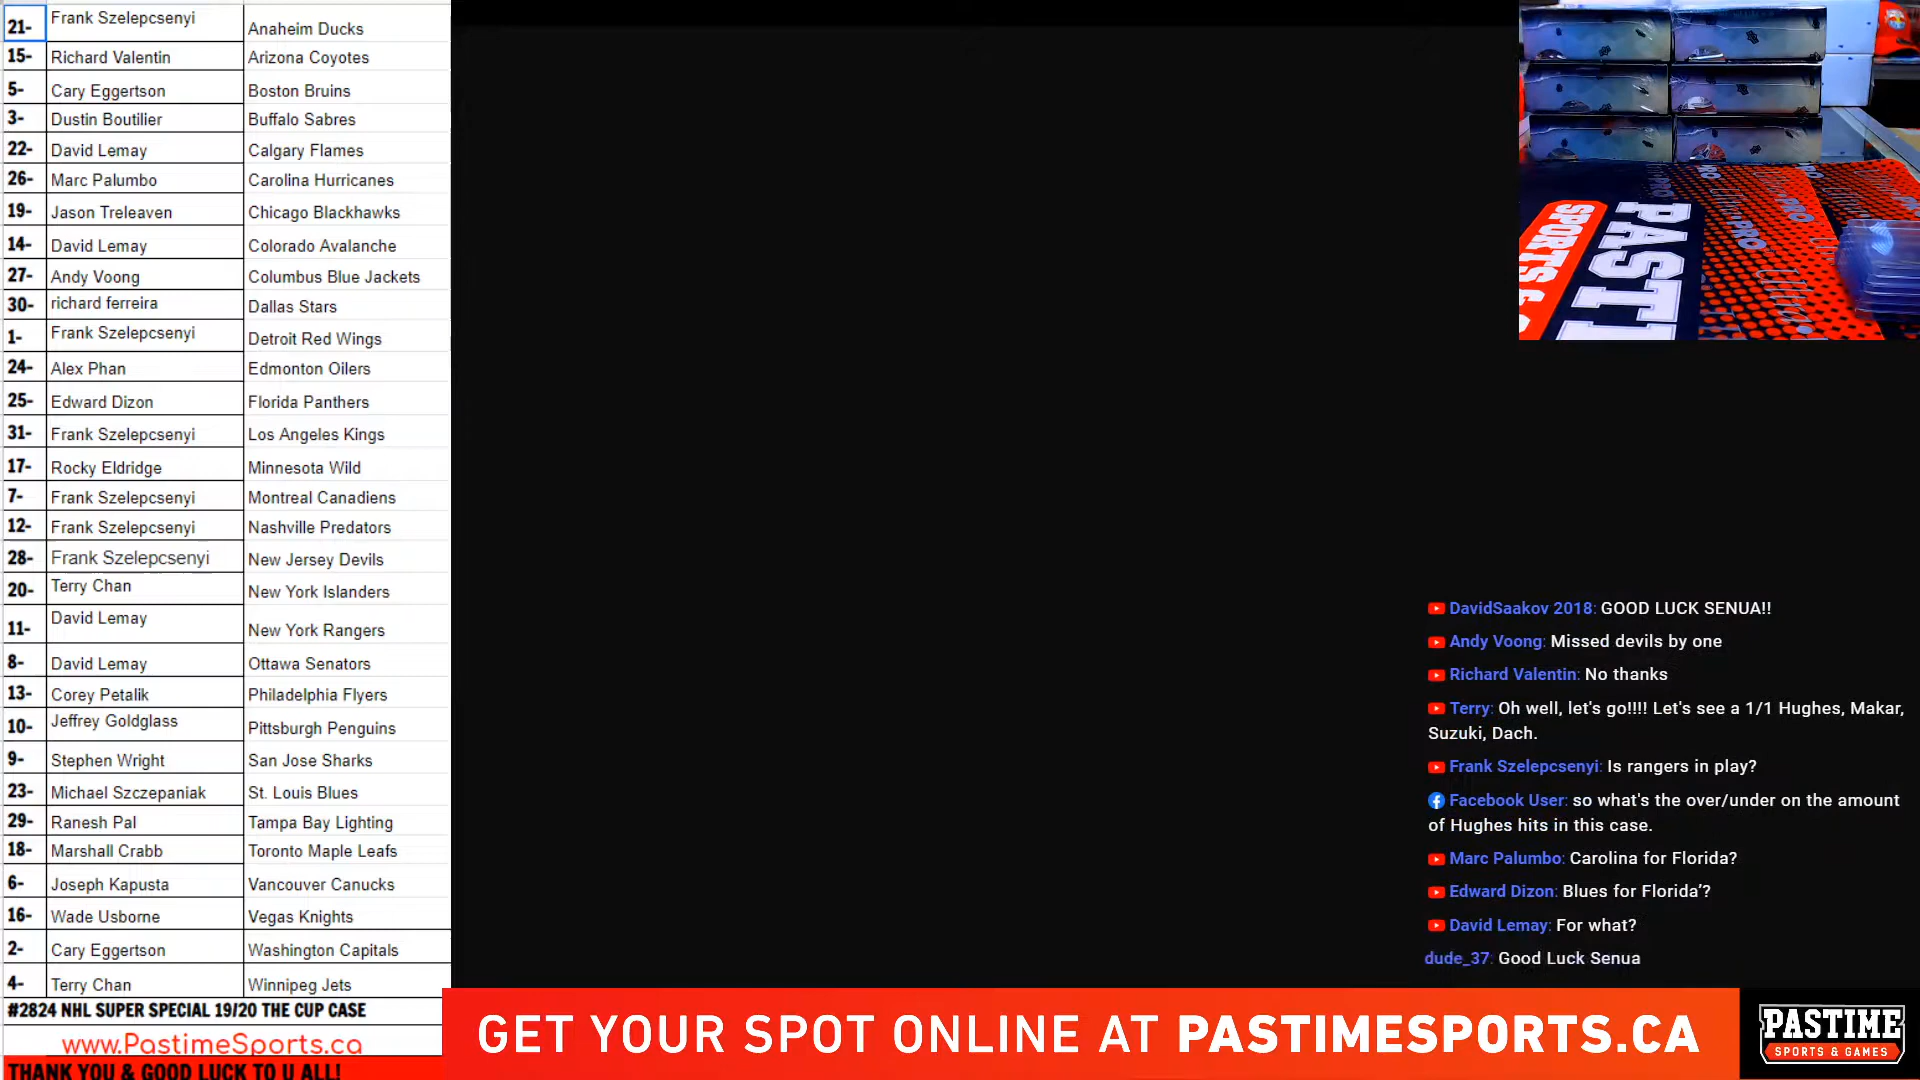 21- Frank Szelepcsenyi Anaheim Ducks
15- Richard Valentin Arizona Coyotes
5- Cary Eggertson Boston Bruins
3- Dustin Boutilier Buffalo Sabres
22- David Lemay Calgary Flames
26- Marc Palumbo Carolina Hurricanes
19- Jason Treleaven Chicago Blackhawks
14- David Lemay Colorado Avalanche
27- Andy Voong Columbus Blue Jackets
30- richard ferreira Dallas Stars
1- Frank Szelepcsenyi Detroit Red Wings
24- Alex Phan Edmonton Oilers
25- Edward Dizon Florida Panthers
31- Frank Szelepcsenyi Los Angeles Kings
17- Rocky Eldridge Minnesota Wild
7- Frank Szelepcsenyi Montreal Canadiens
12- Frank Szelepcsenyi Nashville Predators
28- Frank Szelepcsenyi New Jersey Devils
20- Terry Chan New York Islanders
11- David Lemay New York Rangers
8- David Lemay Ottawa Senators
13- Corey Petalik Philadelphia Flyers
10- Jeffrey Goldglass Pittsburgh Penguins
9- Stephen Wright San Jose Sharks
23- Michael Szczepaniak St. Louis Blues
29- Ranesh Pal Tampa Bay Lighting
18- Marshall Crabb Toronto Maple Leafs
6- Joseph Kapusta Vancouver Canucks
16- Wade Usborne Vegas Knights
2- Cary Eggertson Washington Capitals
4- Terry Chan Winnipeg Jets
#2824 NHL SUPER SPECIAL 19/20 THE CUP CASE
www.PastimeSports.ca
THANK YOU & GOOD LUCK TO U ALL!
PASTI
SPORTS &
PRO
DavidSaakov 2018: GOOD LUCK SENUA!!
Andy Voong: Missed devils by one
Richard Valentin: No thanks
Terry: Oh well, let's go!!!! Let's see a 1/1 Hughes, Makar,
Suzuki, Dach.
Frank Szelepcsenyi: Is rangers in play?
Facebook User: so what's the over/under on the amount
of Hughes hits in this case.
Marc Palumbo: Carolina for Florida?
Edward Dizon: Blues for Florida'?
David Lemay: For what?
dude_37: Good Luck Senua
GET YOUR SPOT ONLINE AT PASTIMESPORTS.CA
PASTIME
SPORTS & GAMES